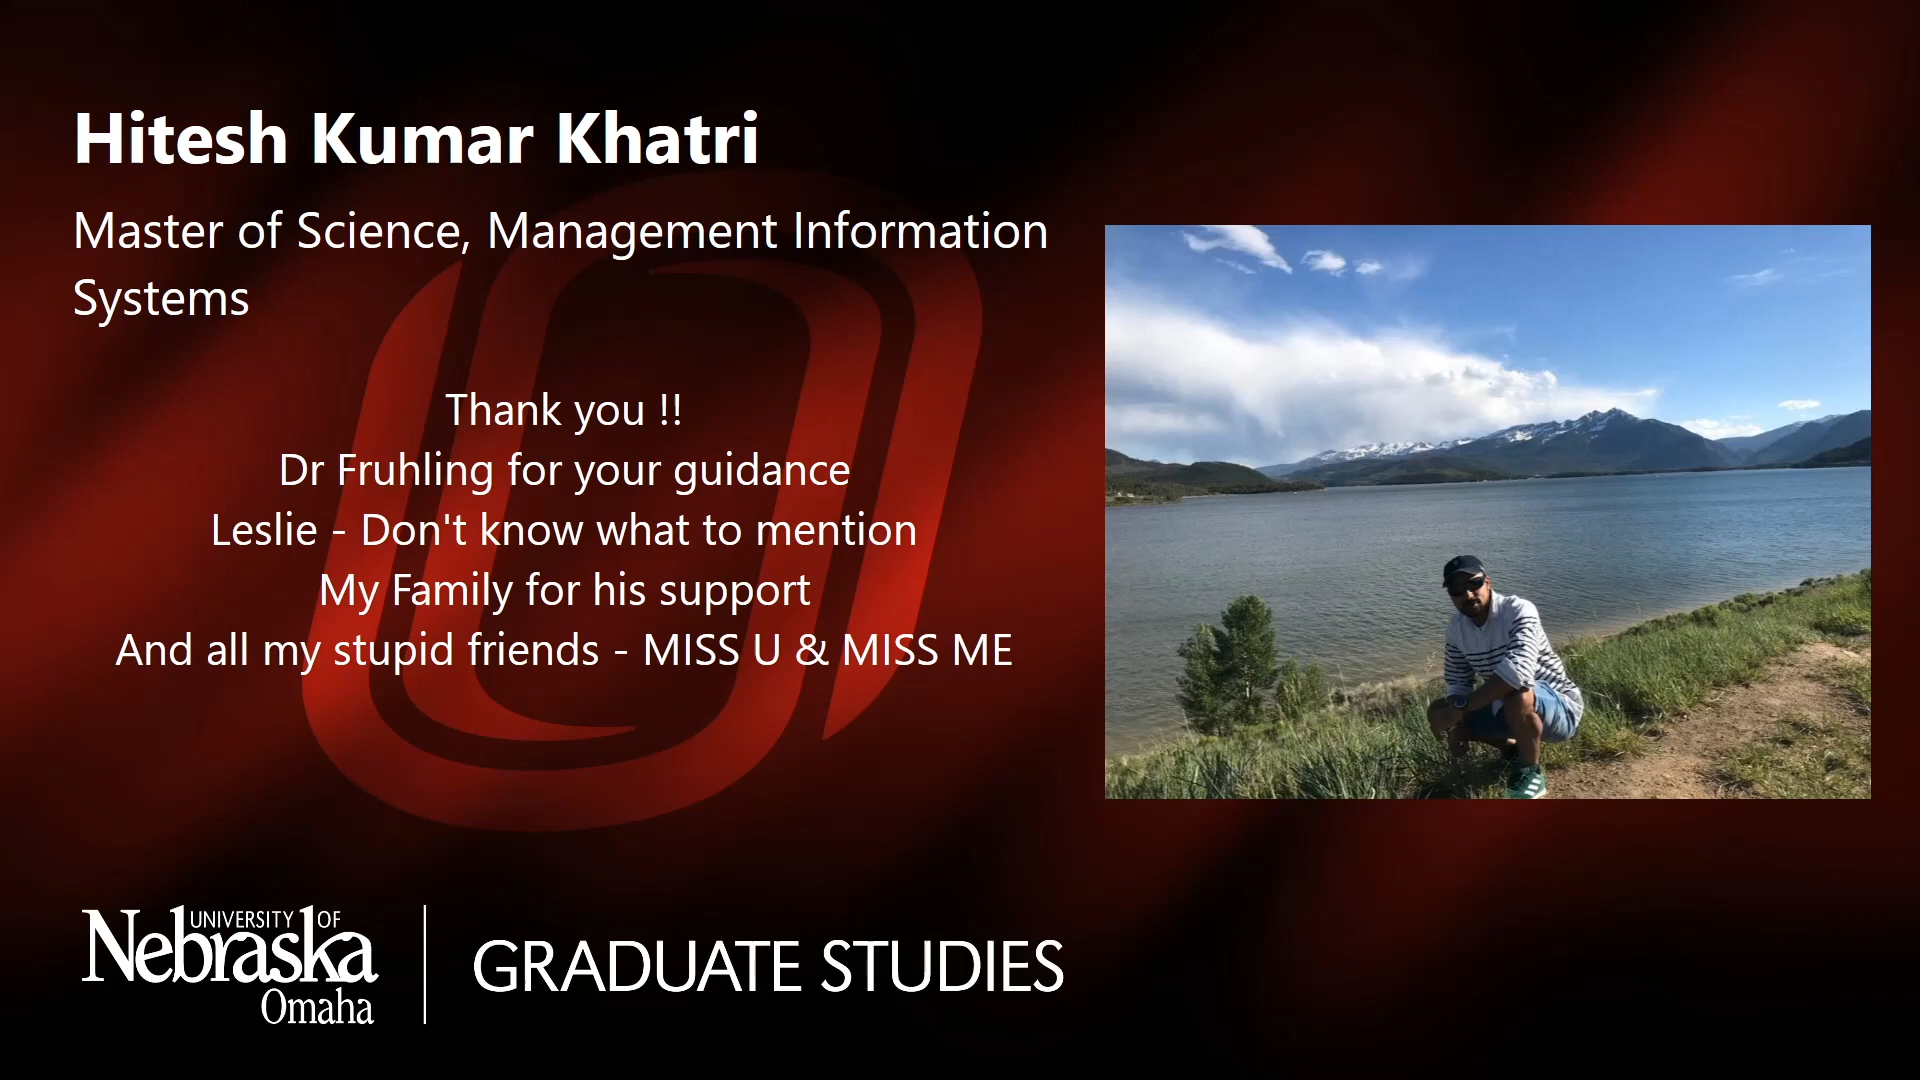 Hitesh Kumar Khatri
Master of Science, Management Information
Systems
Thank you !!
Dr Fruhling for your guidance
Leslie - Don't know what to mention
My Family for his support
And all my stupid friends - MISS U & MISS ME
UNIVERSITY OF
Nebraska
Omaha
GRADUATE STUDIES